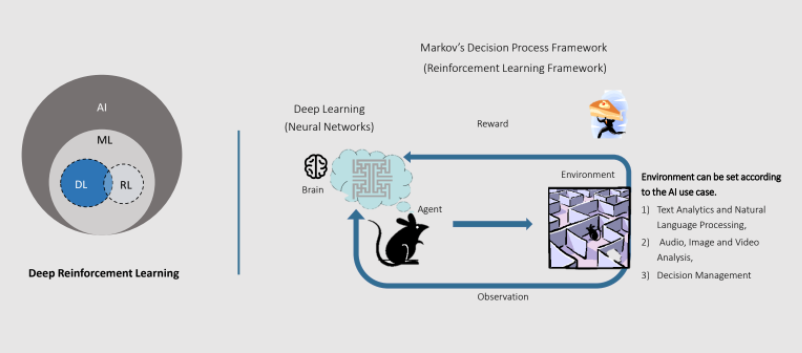 AI
ML
DL
RL
Deep Reinforcement Learning
Markov's Decision Process Framework
(Reinforcement Learning Framework)
Deep Learning
(Neural Networks)
Reward
Brain
Agent
Environment
Observation
Environment can be set according
to the AI use case.
1) Text Analytics and Natural
Language Processing,
2) Audio, Image and Video
Analysis,
3) Decision Management